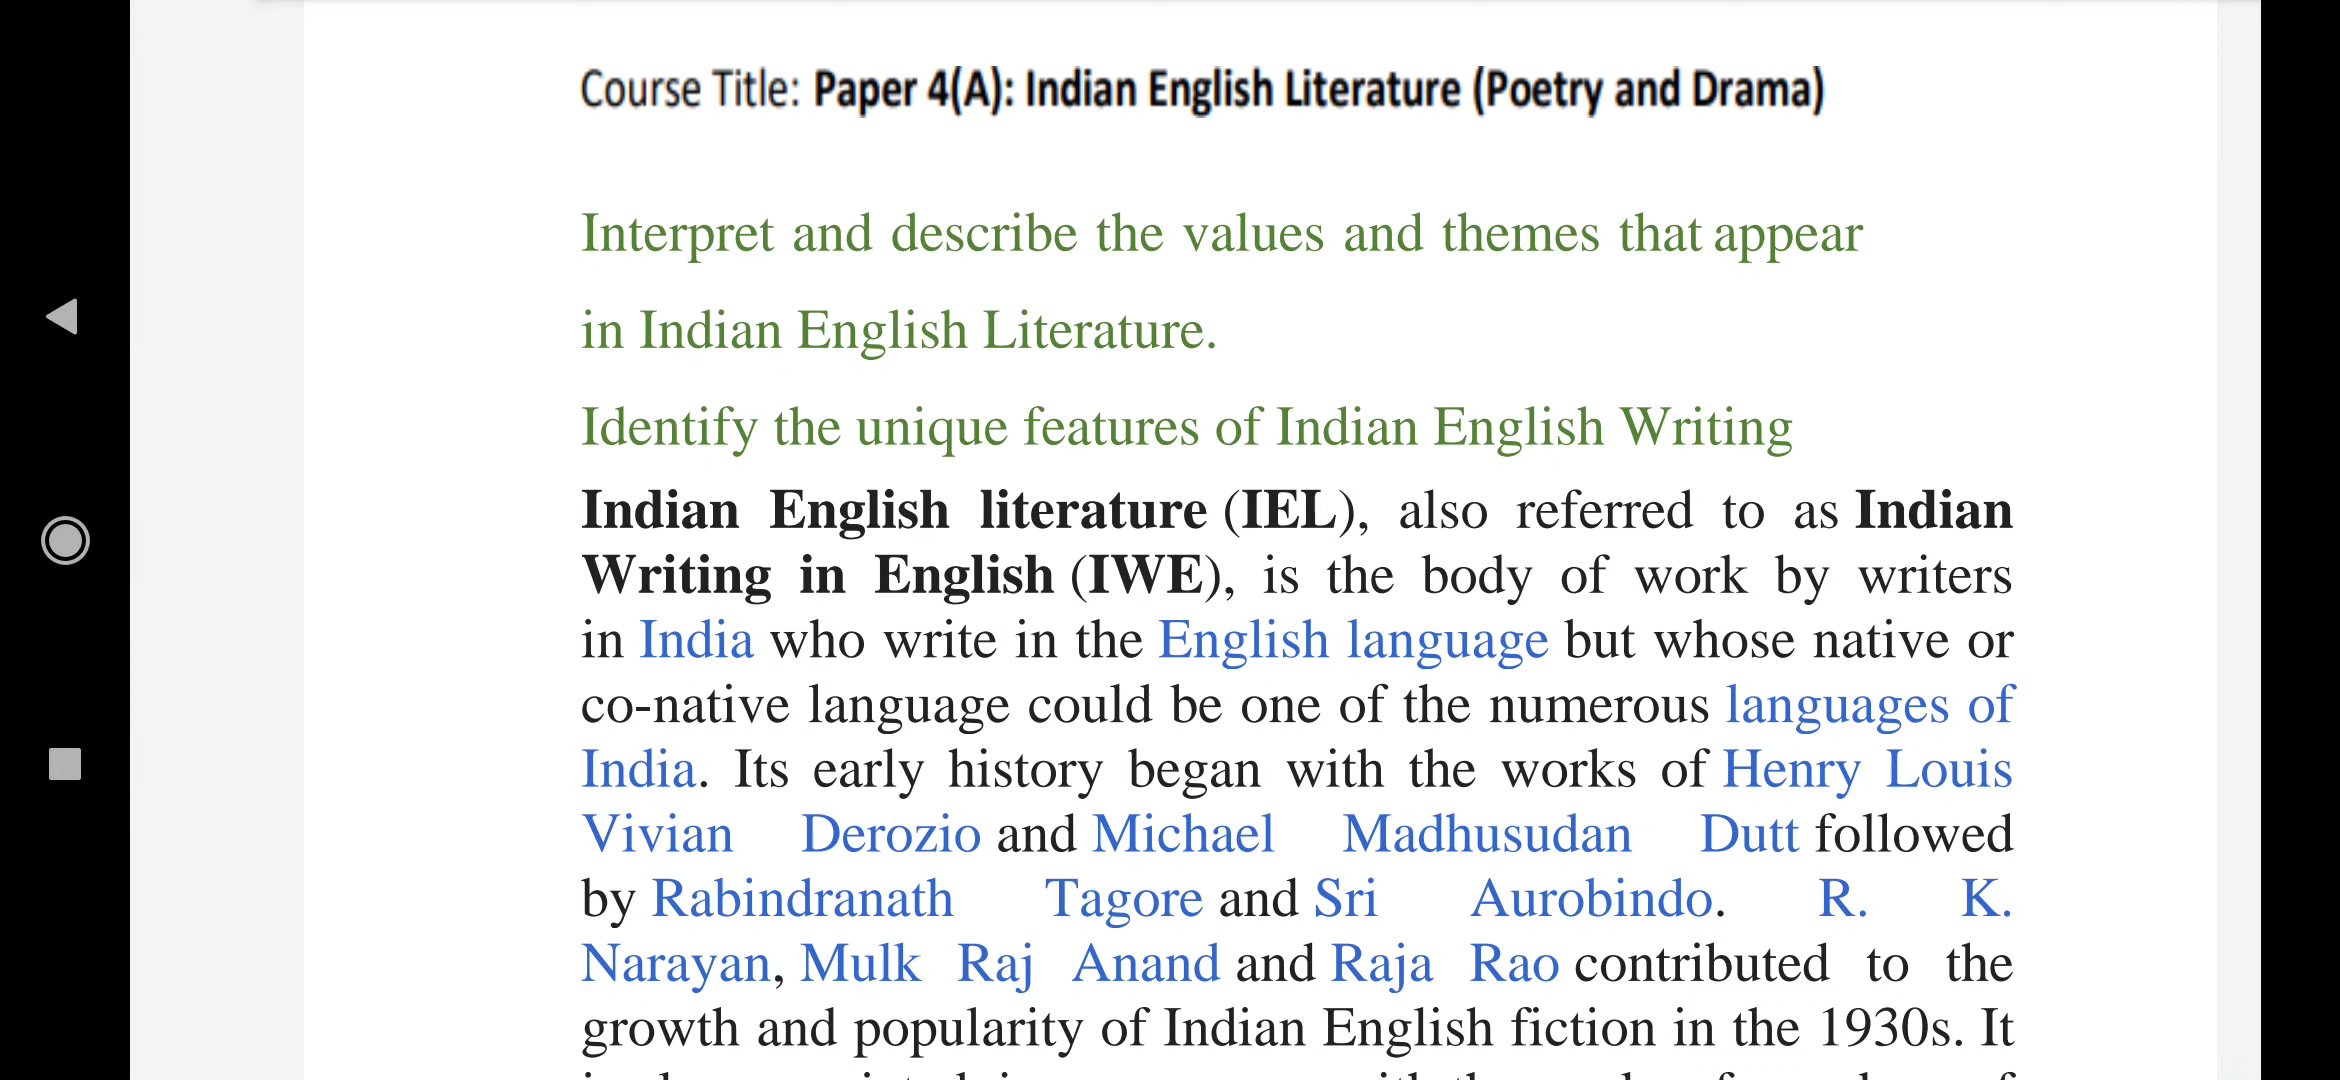 Course Title: Paper 4(A): Indian English Literature (Poetry and Drama)
Interpret and describe the values and themes that appear
in Indian English Literature.
Identify the unique features of Indian English Writing
Indian English literature (IEL), also referred to as Indian
Writing in English (IWE), is the body of work by writers
in India who write in the English language but whose native or
co-native language could be one of the numerous languages of
India. Its early history began with the works of Henry Louis
Vivian Derozio and Michael Madhusudan Dutt followed
by Rabindranath Tagore and Sri Aurobindo. R. K.
Narayan, Mulk Raj Anand and Raja Rao contributed to the
growth and popularity of Indian English fiction in the 1930s. It